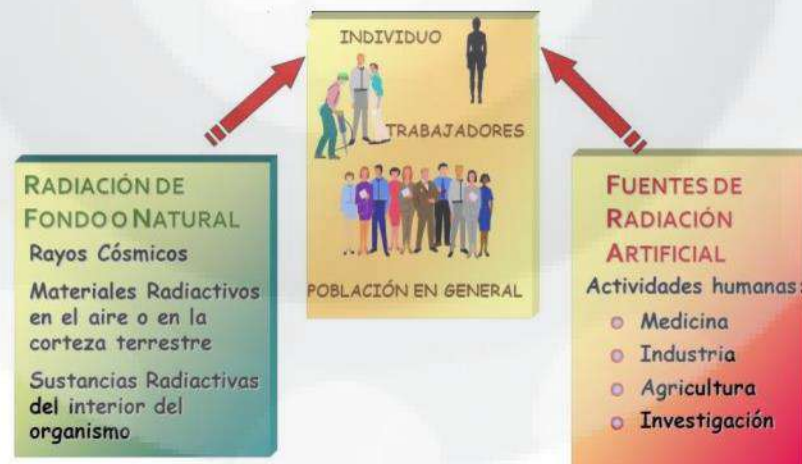 INDIVIDUO
TRABAJADORES
POBLACIÓN EN GENERAL
RADIACIÓN DE
FONDO O NATURAL
Rayos Cósmicos
Materiales Radiactivos
en el aire o en la
corteza terrestre
Sustancias Radiactivas
del interior del
organismo
FUENTES DE
RADIACIÓN
ARTIFICIAL
Actividades humanas:
Medicina
Industria
Agricultura
Investigación